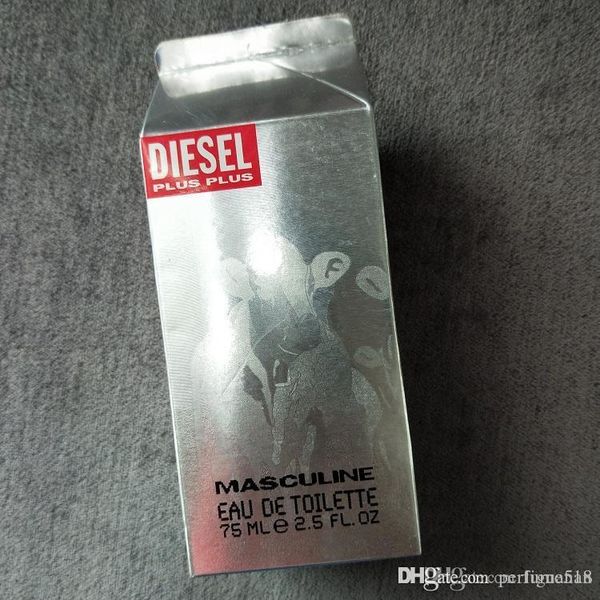 DIESEL
PLUS PLUS
MASCULINE
EAU DE TOILETTE
75 ML e 2.5 FL. OZ